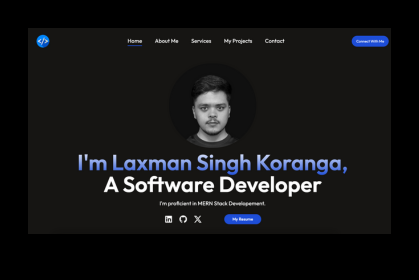 </>
Home About Me Services My Projects Contact Connect With Me
I'm Laxman Singh Koranga,
A Software Developer
I'm proficient in MERN Stack Developement.
My Resume